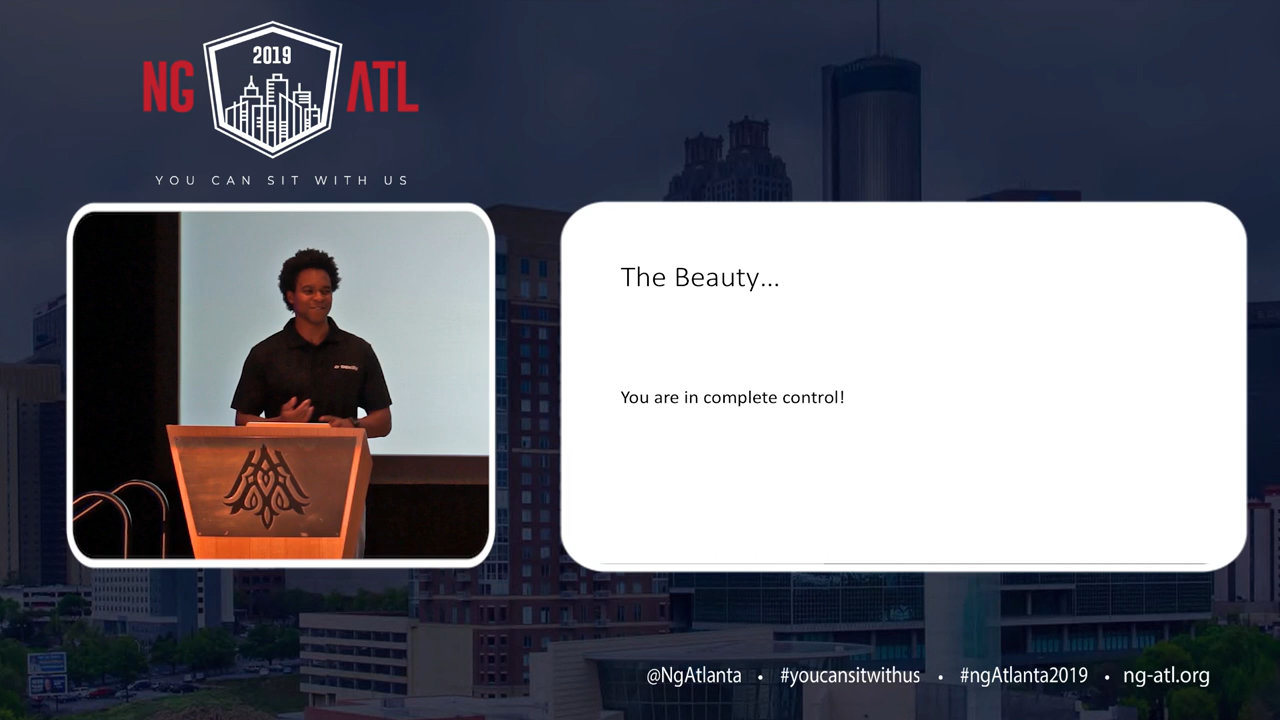 2019
NG ATL
YOU CAN SIT WITH US
The Beauty...
You are in complete control!
@NgAtlanta • #youcansitwithus • #ngAtlanta2019 • ng-atl.org